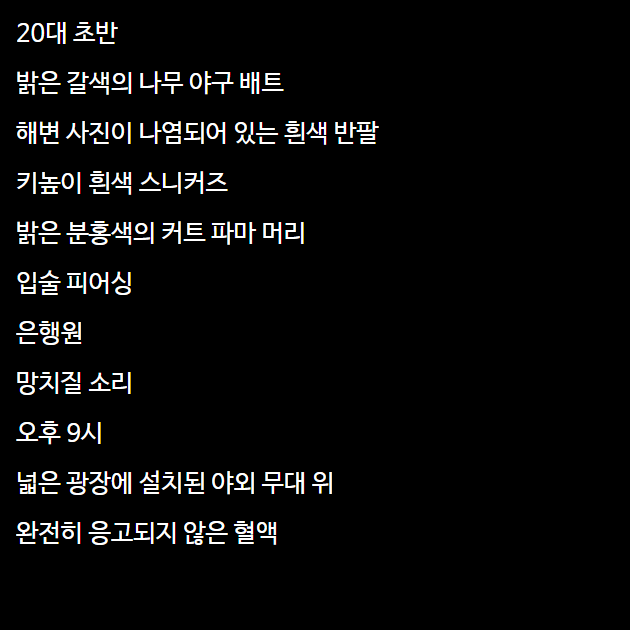 20대 초반
밝은 갈색의 나무 야구 배트
해변 사진이 나염되어 있는 흰색 반팔
키높이 흰색 스니커즈
밝은 분홍색의 커트 파마 머리
입술 피어싱
은행원
망치질 소리
오후 9시
넓은 광장에 설치된 야외 무대 위
완전히 응고되지 않은 혈액